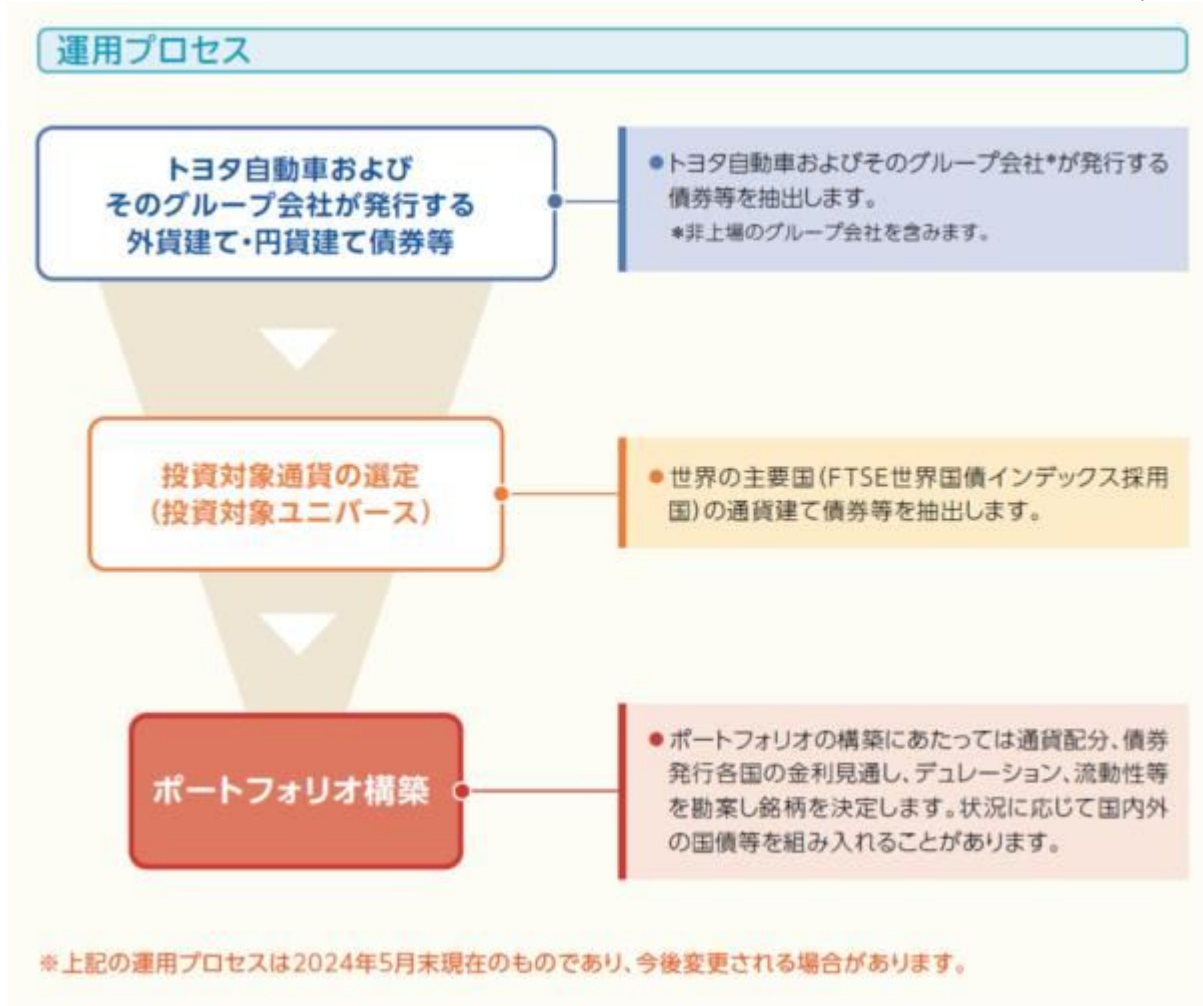 運用プロセス
トヨタ自動車および
そのグループ会社が発行する
外貨建て・円貨建て債券等
●トヨタ自動車およびそのグループ会社*が発行する
債券等を抽出します。
*非上場のグループ会社を含みます。
投資対象通貨の選定
(投資対象ユニバース)
●世界の主要国(FTSE世界国債インデックス採用
国)の通貨建て債券等を抽出します。
ポートフォリオ構築
●ポートフォリオの構築にあたっては通貨配分、債券
発行各国の金利見通し、デュレーション、流動性等
を勘案し銘柄を決定します。状況に応じて国内外
の国債等を組み入れることがあります。
※上記の運用プロセスは2024年5月末現在のものであり、今後変更される場合があります。